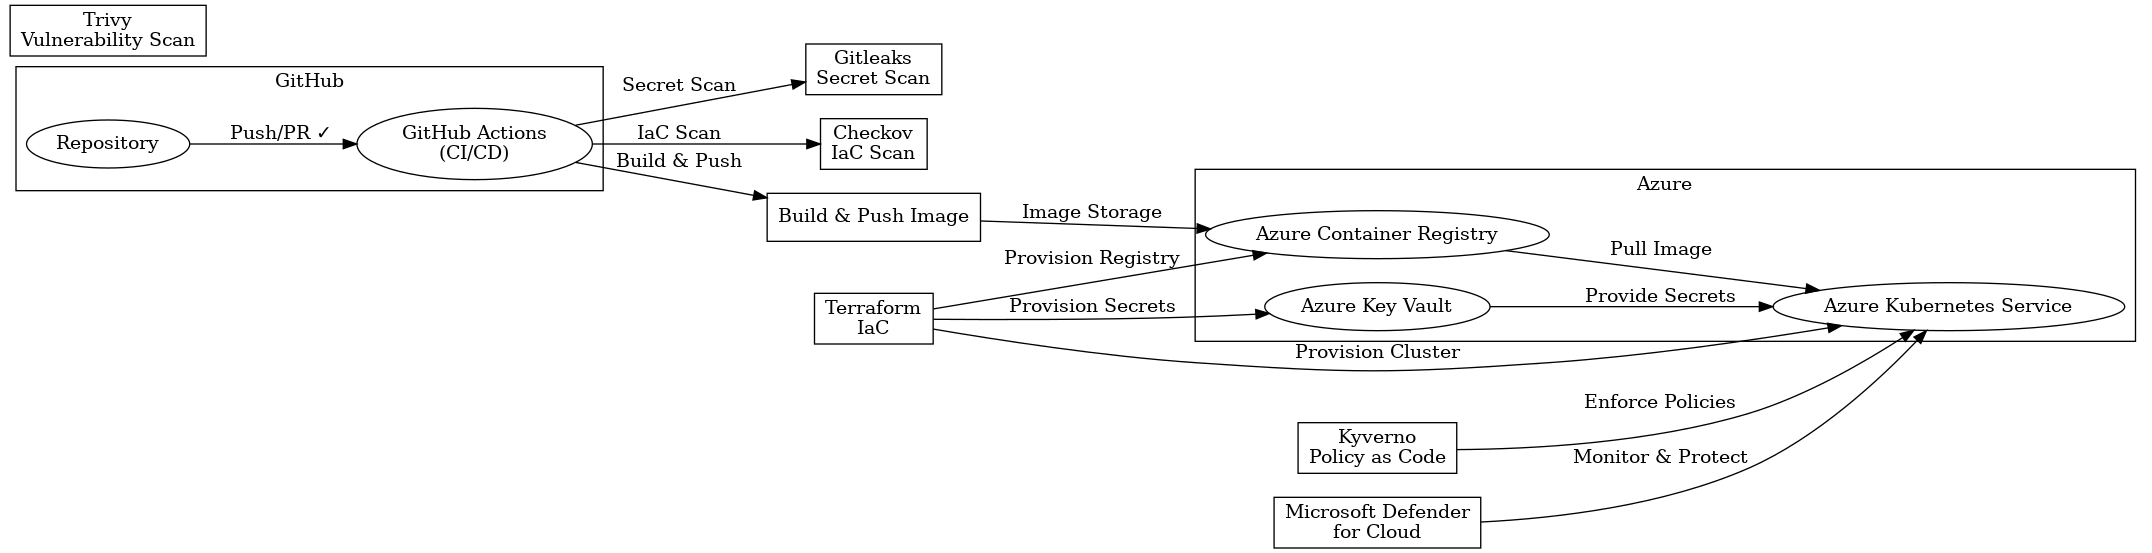 Trivy
Vulnerability Scan
GitHub
Repository
Push/PR ✓
GitHub Actions
(CI/CD)
Secret Scan
Gitleaks
Secret Scan
IaC Scan
Checkov
IaC Scan
Build & Push
Build & Push Image
Image Storage
Azure
Azure Container Registry
Pull Image
Provision Registry
Terraform
IaC
Provision Secrets
Azure Key Vault
Provide Secrets
Azure Kubernetes Service
Provision Cluster
Enforce Policies
Kyverno
Policy as Code
Monitor & Protect
Microsoft Defender
for Cloud